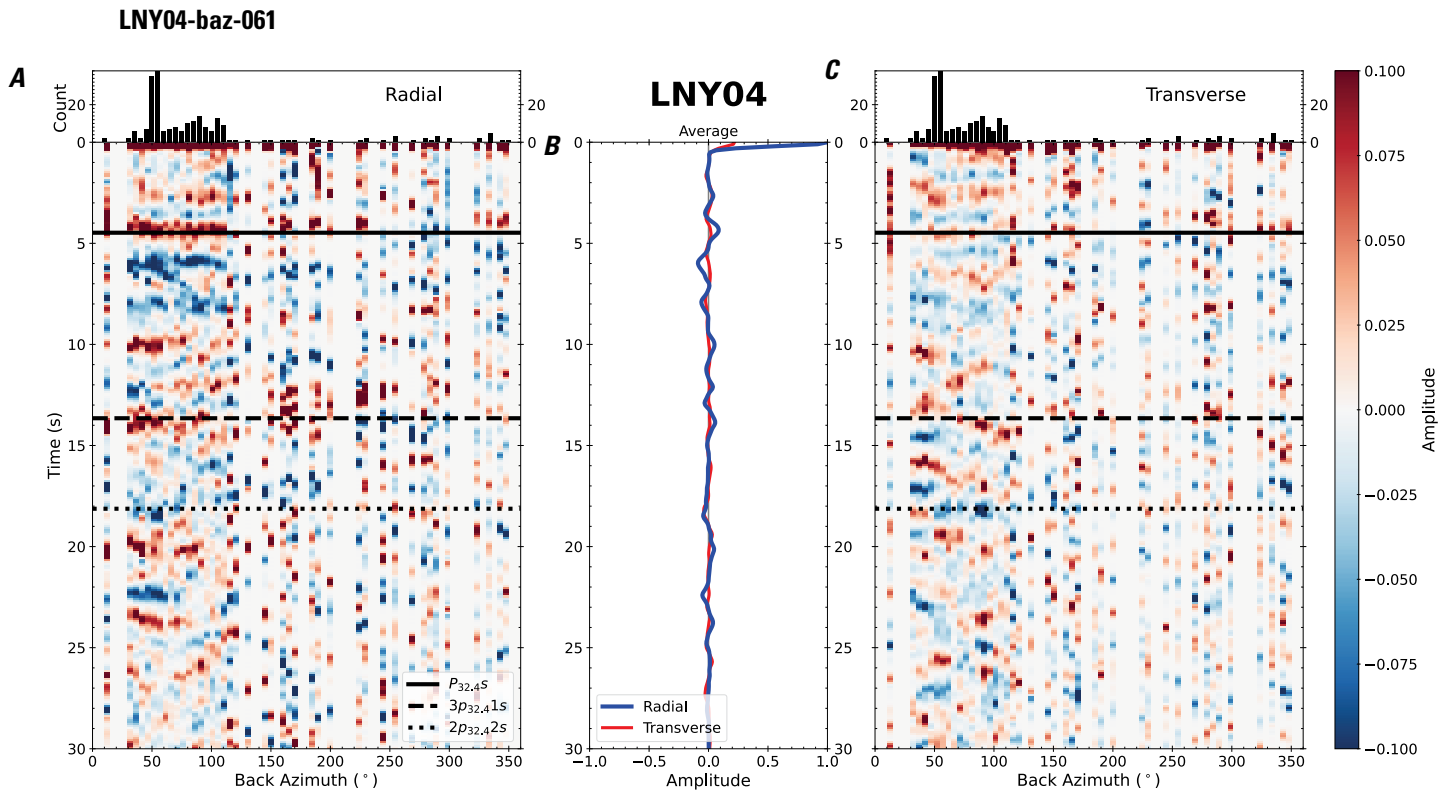 LNY04-baz-061
A
Count
20
0
Radial
20
0
Time (s)
0
5
10
15
20
25
30
P32.4s
3p32.41s
2p32.42s
0 50 100 150 200 250 300 350
Back Azimuth (°)
LNY04
Average
B
0
5
10
15
20
25
30
Radial
Transverse
−1.0 −0.5 0.0 0.5 1.0
Amplitude
C
Transverse
20
0
0
5
10
15
20
25
30
0 50 100 150 200 250 300 350
Back Azimuth (°)
0.100
0.075
0.050
0.025
0.000
−0.025
−0.050
−0.075
−0.100
Amplitude